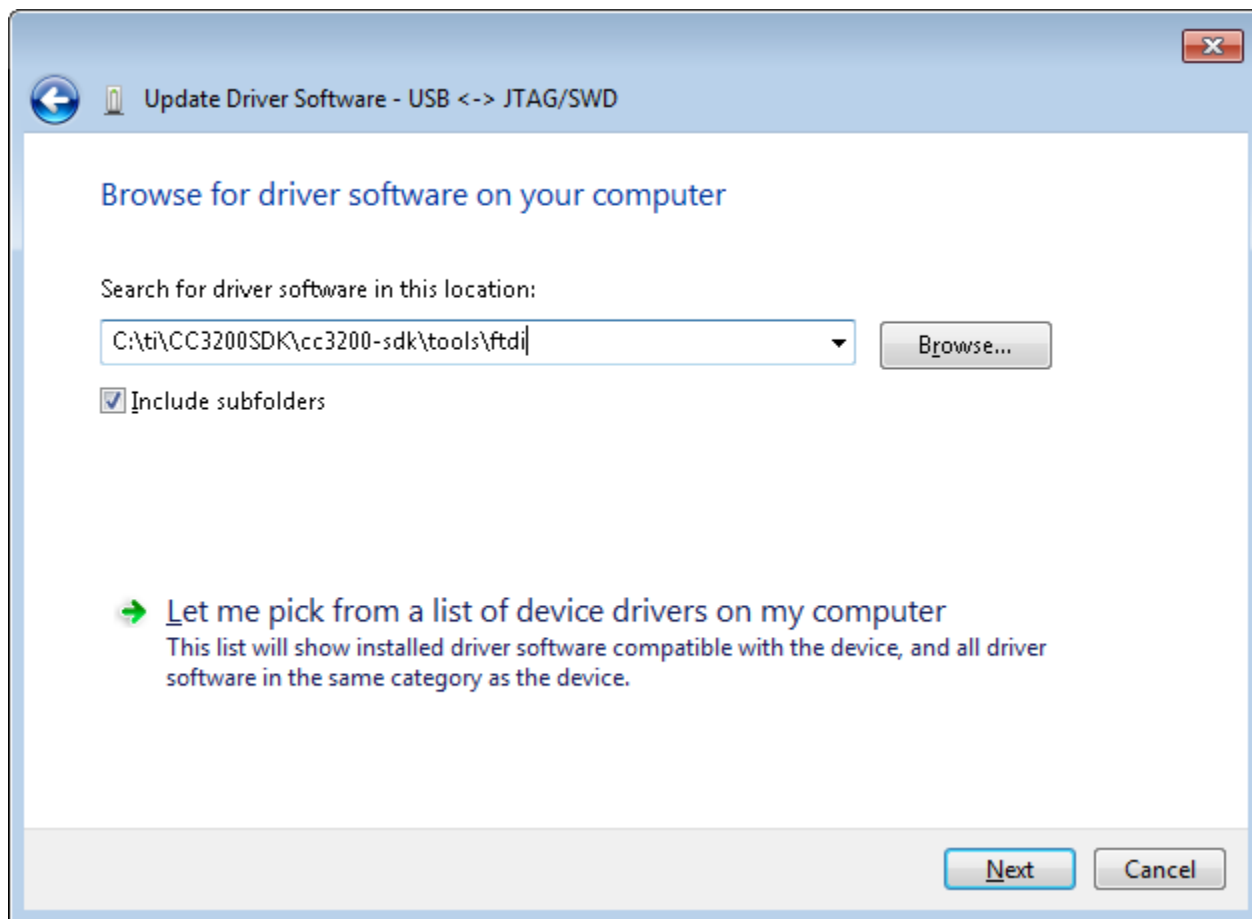 Update Driver Software - USB <-> JTAG/SWD
Browse for driver software on your computer
Search for driver software in this location:
C:\ti\CC3200SDK\cc3200-sdk\tools\ftdi
Browse...
Include subfolders
Let me pick from a list of device drivers on my computer
This list will show installed driver software compatible with the device, and all driver
software in the same category as the device.
Next
Cancel